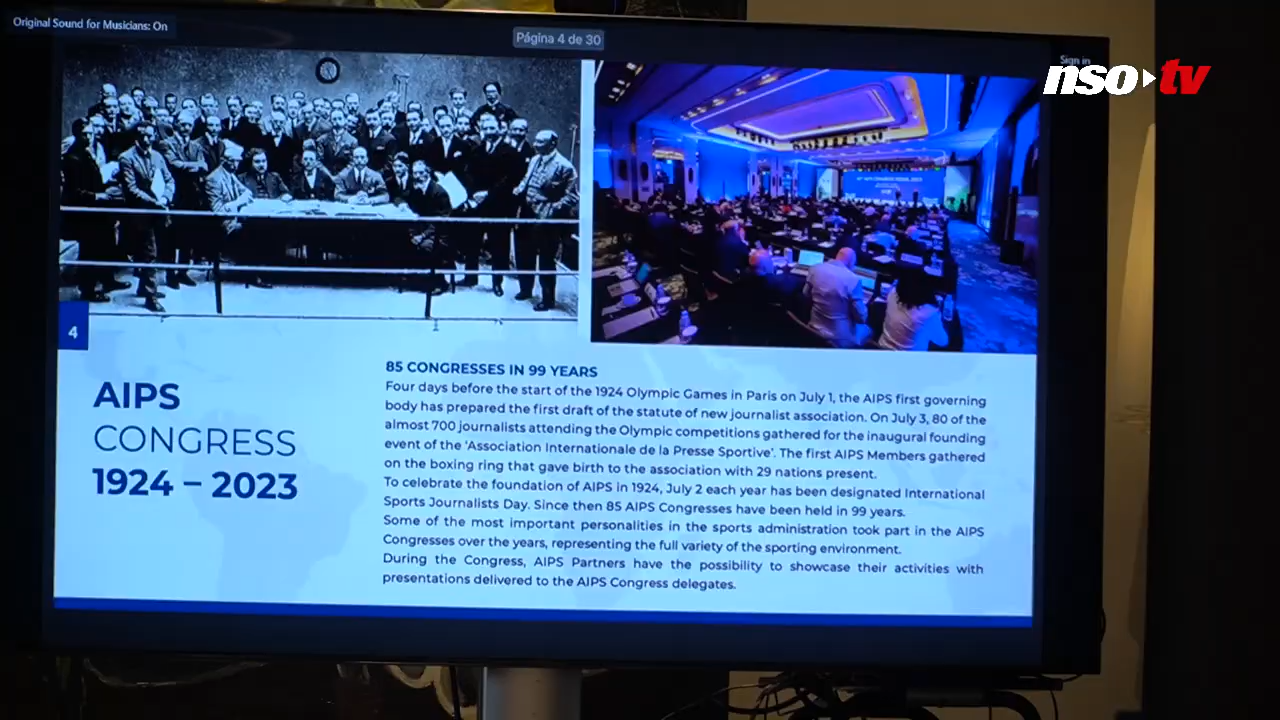 Original Sound for Musicians: On
Página 4 de 30
Sign in
nso tv
4
AIPS
CONGRESS
1924 – 2023
85 CONGRESSES IN 99 YEARS
Four days before the start of the 1924 Olympic Games in Paris on July 1, the AIPS first governing
body has prepared the first draft of the statute of new journalist association. On July 3, 80 of the
almost 700 journalists attending the Olympic competitions gathered for the inaugural founding
event of the ‘Association Internationale de la Presse Sportive’. The first AIPS Members gathered
on the boxing ring that gave birth to the association with 29 nations present.
To celebrate the foundation of AIPS in 1924, July 2 each year has been designated International
Sports Journalists Day. Since then 85 AIPS Congresses have been held in 99 years.
Some of the most important personalities in the sports administration took part in the AIPS
Congresses over the years, representing the full variety of the sporting environment.
During the Congress, AIPS Partners have the possibility to showcase their activities with
presentations delivered to the AIPS Congress delegates.